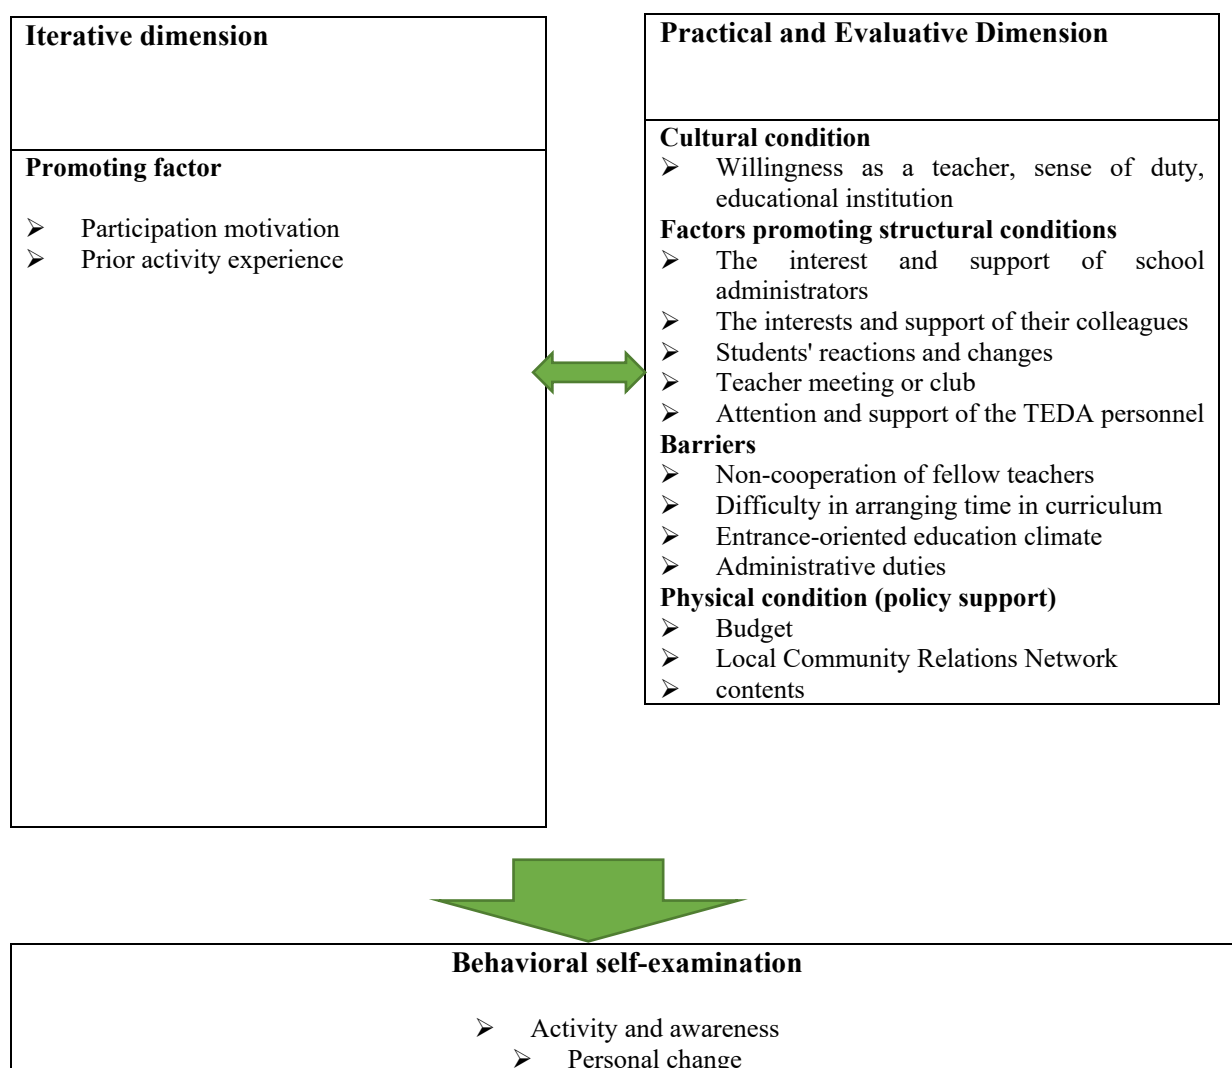 Iterative dimension
Promoting factor
➢ Participation motivation
➢ Prior activity experience
Practical and Evaluative Dimension
Cultural condition
➢ Willingness as a teacher, sense of duty,
educational institution
Factors promoting structural conditions
➢ The interest and support of school
administrators
➢ The interests and support of their colleagues
➢ Students' reactions and changes
➢ Teacher meeting or club
➢ Attention and support of the TEDA personnel
Barriers
➢ Non-cooperation of fellow teachers
➢ Difficulty in arranging time in curriculum
➢ Entrance-oriented education climate
➢ Administrative duties
Physical condition (policy support)
➢ Budget
➢ Local Community Relations Network
➢ contents
Behavioral self-examination
➢ Activity and awareness
➢ Personal change